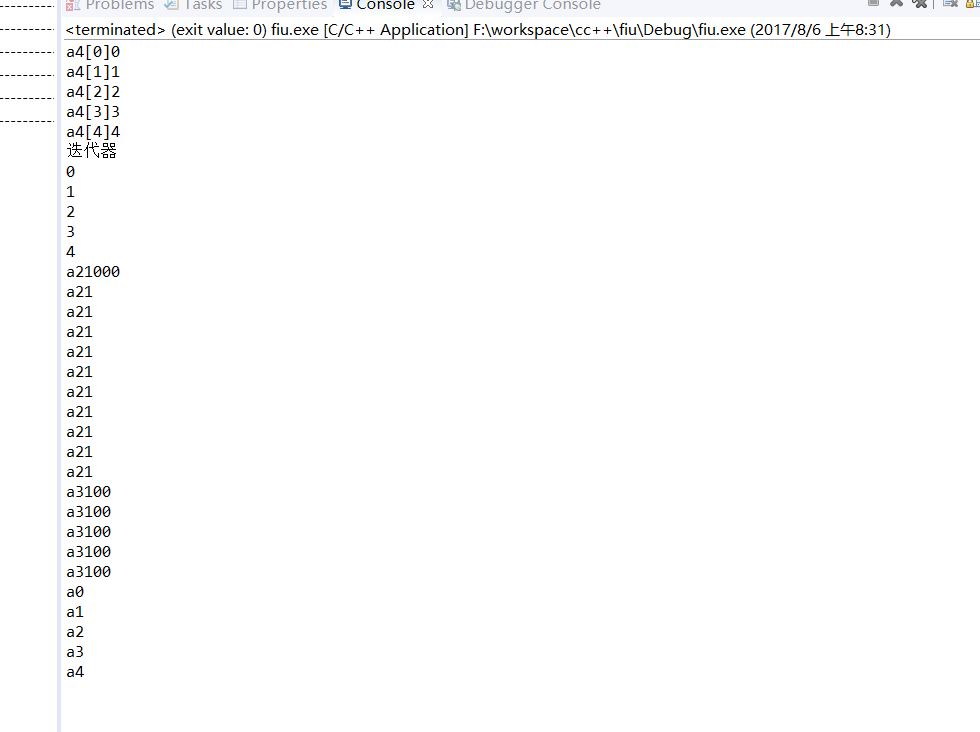 Problems Tasks Properties Console Debugger Console
<terminated> (exit value: 0) fiu.exe [C/C++ Application] F:\workspace\cc++\fiu\Debug\fiu.exe (2017/8/6 上午8:31)
a4[0]0
a4[1]1
a4[2]2
a4[3]3
a4[4]4
迭代器
0
1
2
3
4
a21000
a21
a21
a21
a21
a21
a21
a21
a21
a21
a21
a3100
a3100
a3100
a3100
a3100
a0
a1
a2
a3
a4